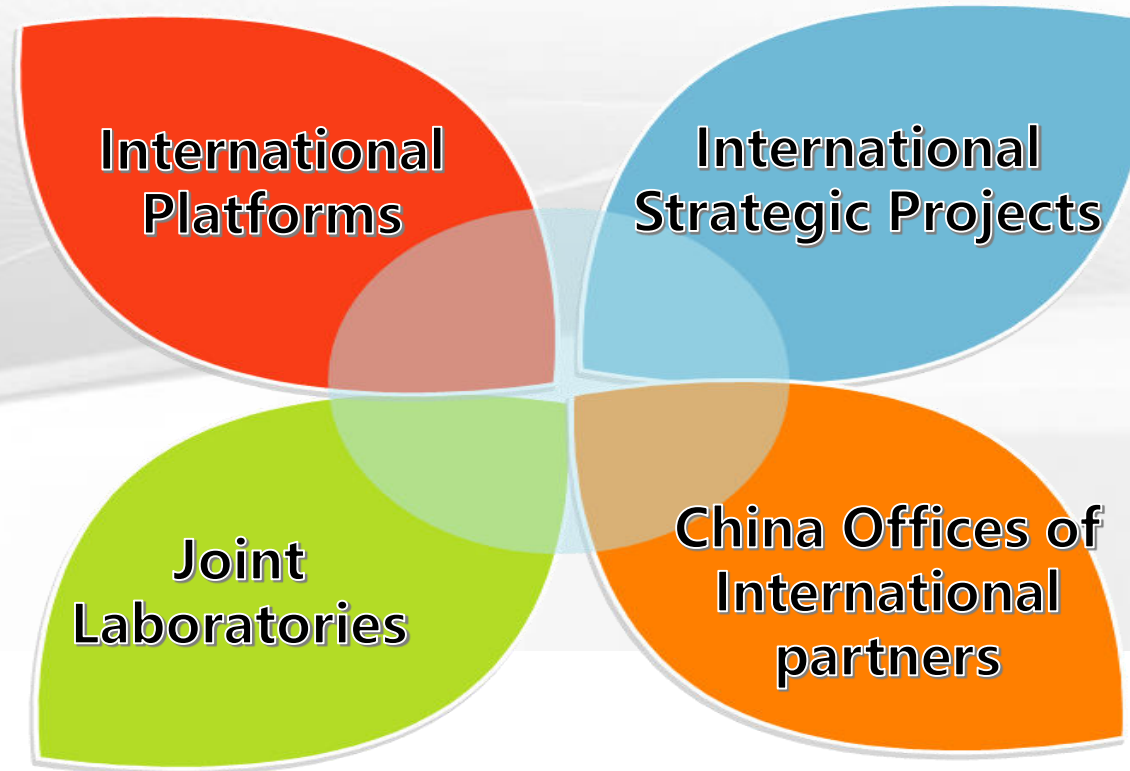 International
Platforms
International
Strategic Projects
Joint
Laboratories
China Offices of
International
partners